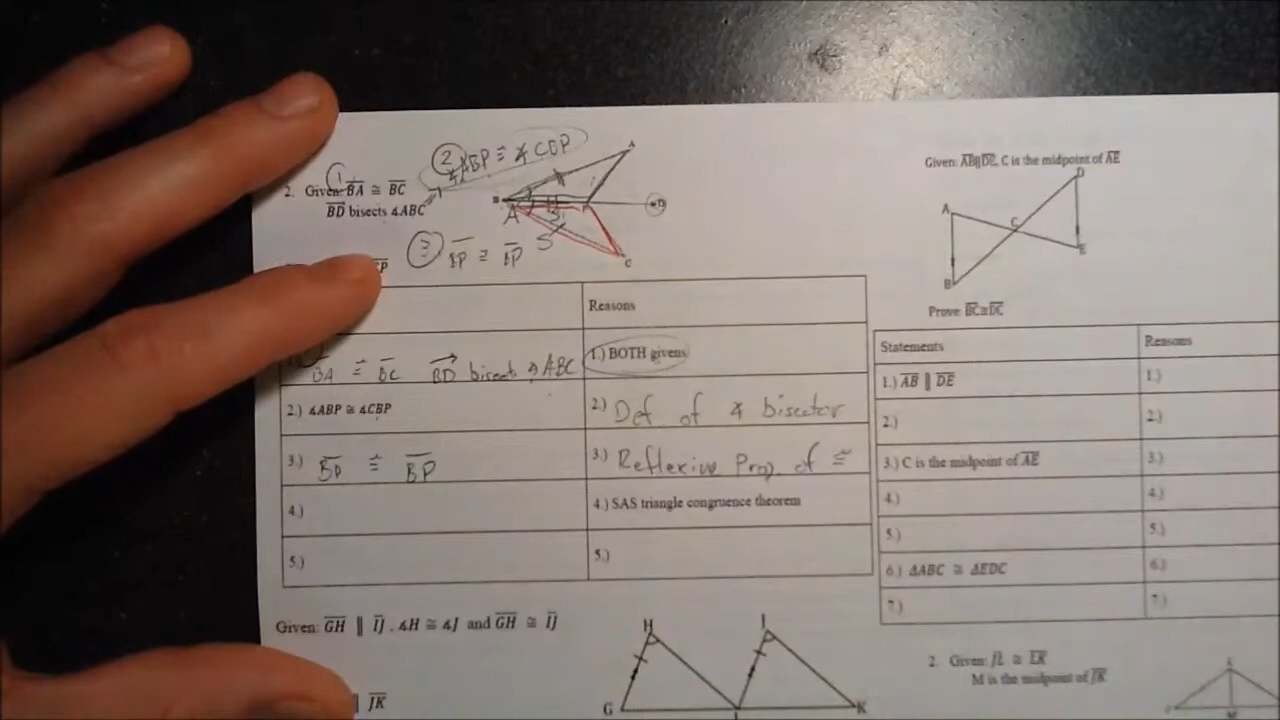 ② ∡ABP ≅ ∡CBP
①
2. Given: BA ≅ BC
BD bisects ∡ABC
③ BP ≅ BP
B
A
D
C
A
S
S
Reasons
BA ≅ BC BD bisect ∡ABC
1.) BOTH givens
2.) ∡ABP ≅ ∡CBP
2.) Def. of ∡ bisector
3.) BP ≅ BP
3.) Reflexive Prop. of ≅
4.)
4.) SAS triangle congruence theorem
5.)
5.)
Given: GH ∥ IJ, ∡H ≅ ∡J and GH ≅ IJ
H
I
G
K
JK
Given: AB∥DE, C is the midpoint of AE
D
A
C
E
B
Prove: BC≅DC
Statements
Reasons
1.) AB ∥ DE
1.)
2.)
2.)
3.) C is the midpoint of AE
3.)
4.)
4.)
5.)
5.)
6.) ΔABC ≅ ΔEDC
6.)
7.)
7.)
2. Given: JL ≅ LK
M is the midpoint of JK